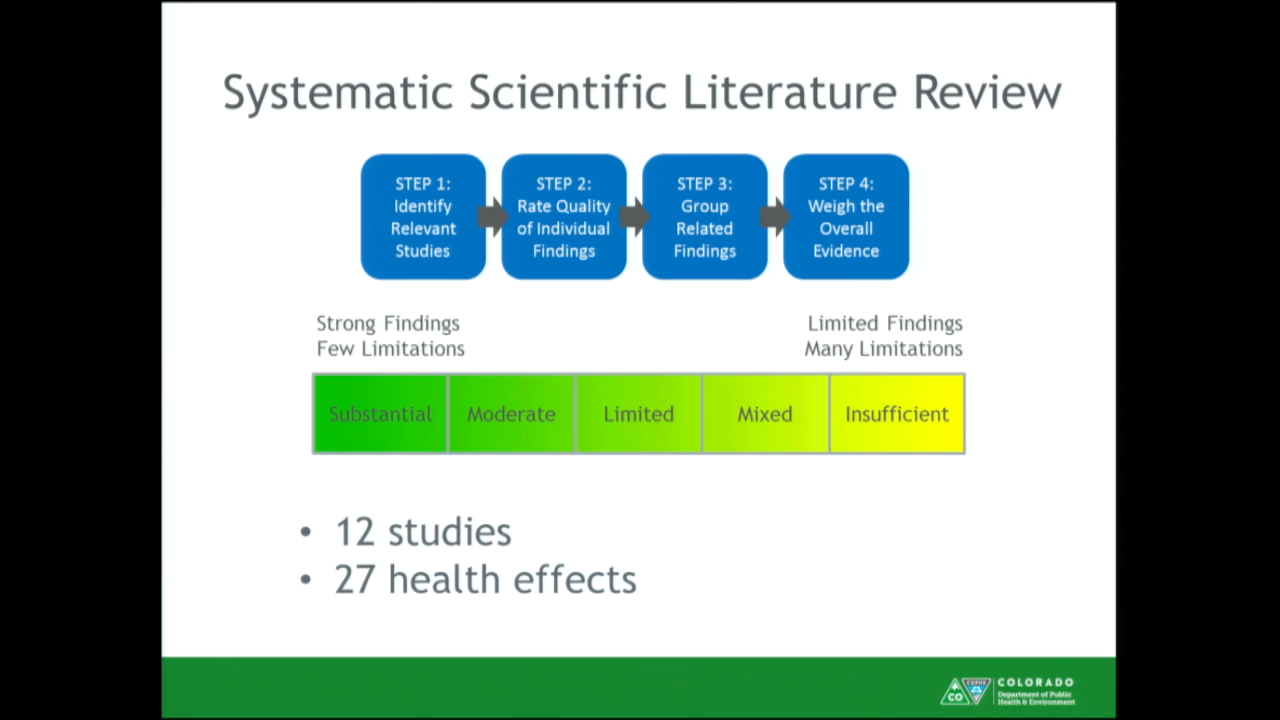 Systematic Scientific Literature Review
STEP 1:
Identify
Relevant
Studies
STEP 2:
Rate Quality
of Individual
Findings
STEP 3:
Group
Related
Findings
STEP 4:
Weigh the
Overall
Evidence
Strong Findings
Few Limitations
Limited Findings
Many Limitations
Substantial
Moderate
Limited
Mixed
Insufficient
• 12 studies
• 27 health effects
CO
CDPHE
COLORADO
Department of Public
Health & Environment